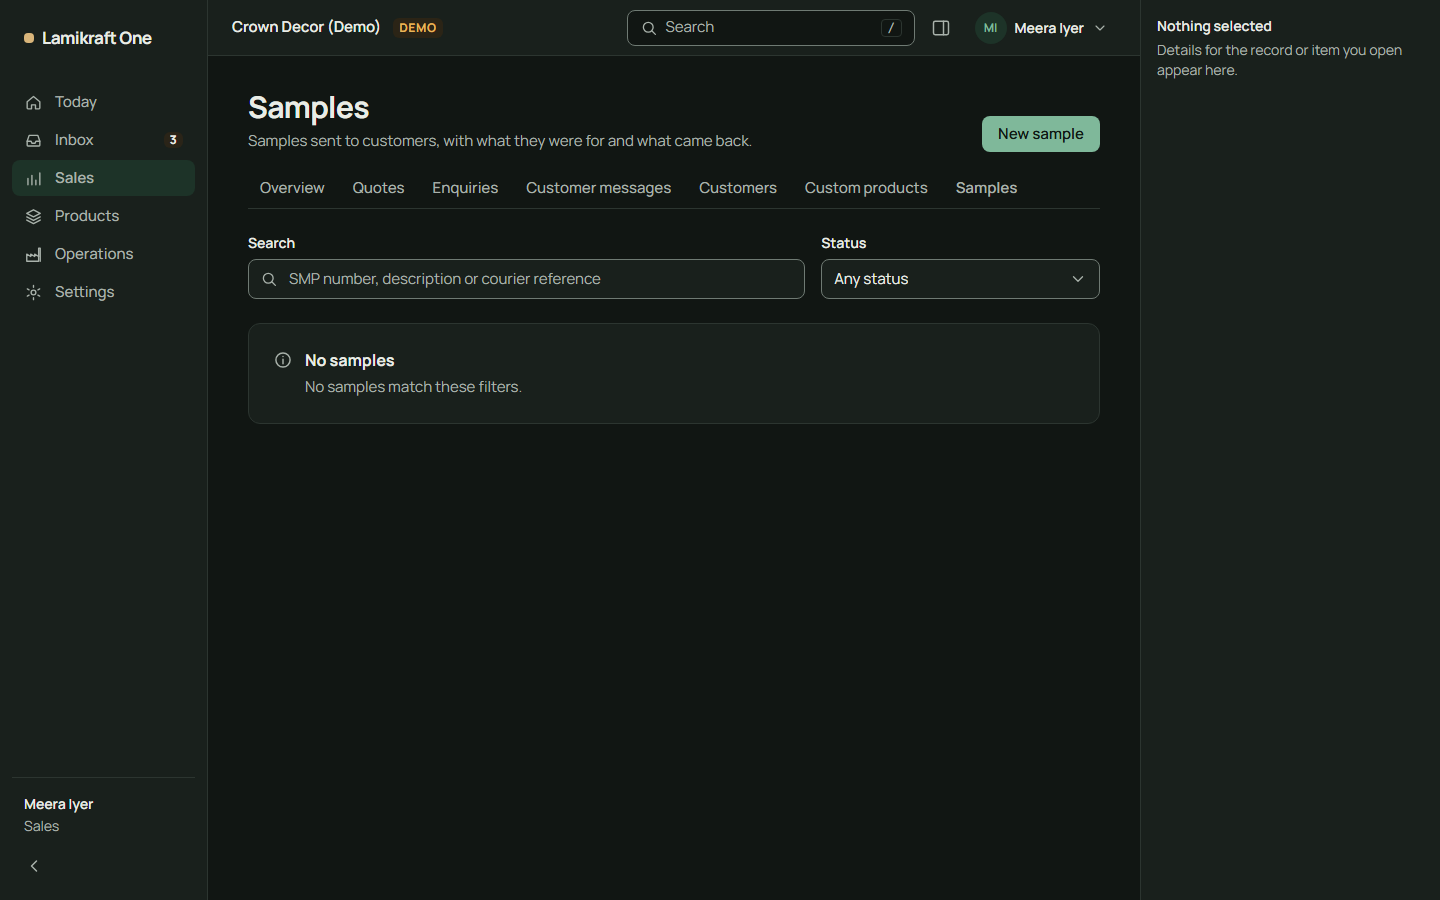 Lamikraft One
Today
Inbox 3
Sales
Products
Operations
Settings
Meera Iyer
Sales
Crown Decor (Demo) DEMO
Search /
MI Meera Iyer
Samples
Samples sent to customers, with what they were for and what came back.
New sample
Overview Quotes Enquiries Customer messages Customers Custom products Samples
Search
SMP number, description or courier reference
Status
Any status
No samples
No samples match these filters.
Nothing selected
Details for the record or item you open
appear here.